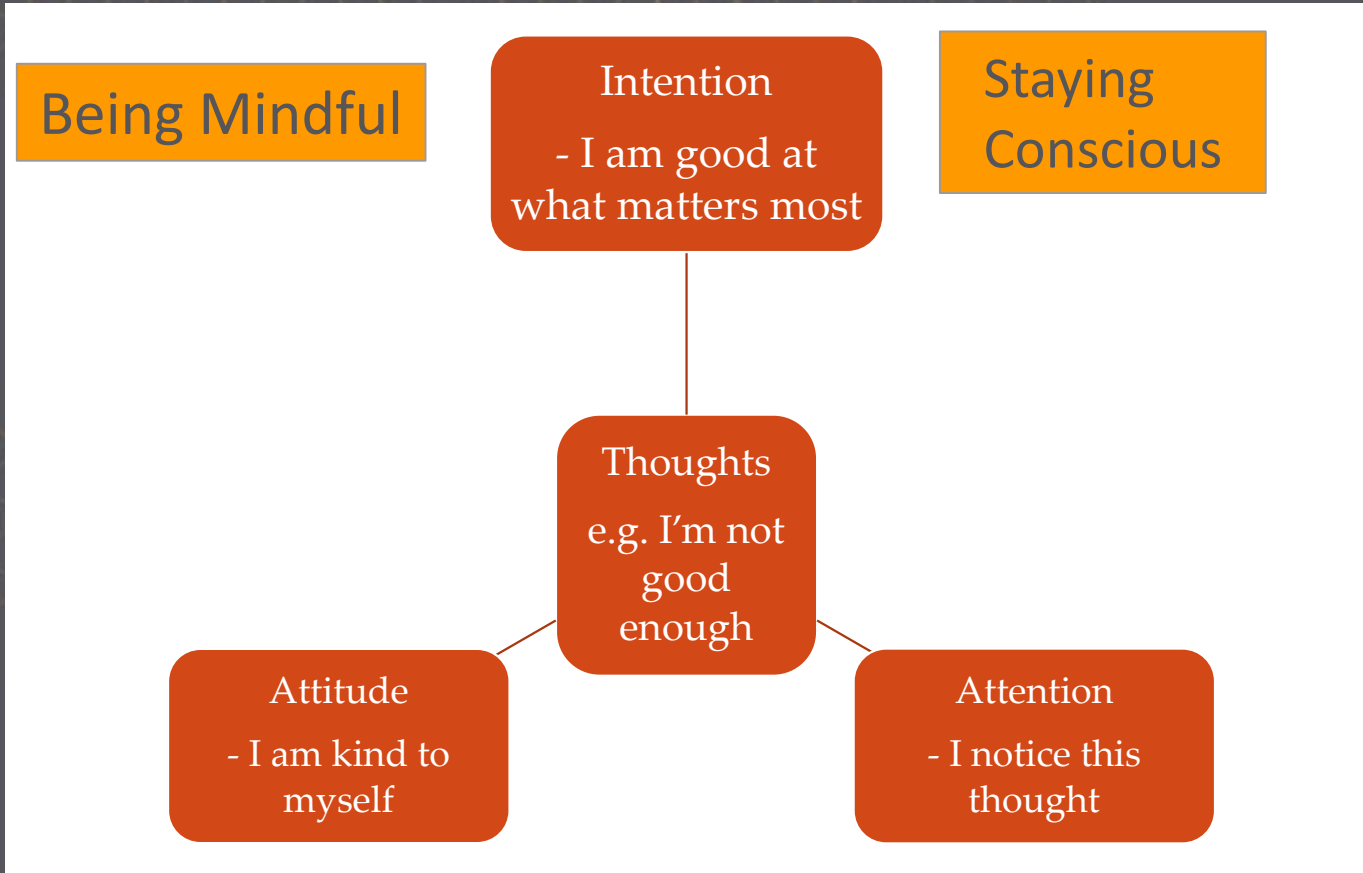 Being Mindful
Intention
- I am good at
what matters most
Staying
Conscious
Thoughts
e.g. I’m not
good
enough
Attitude
- I am kind to
myself
Attention
- I notice this
thought